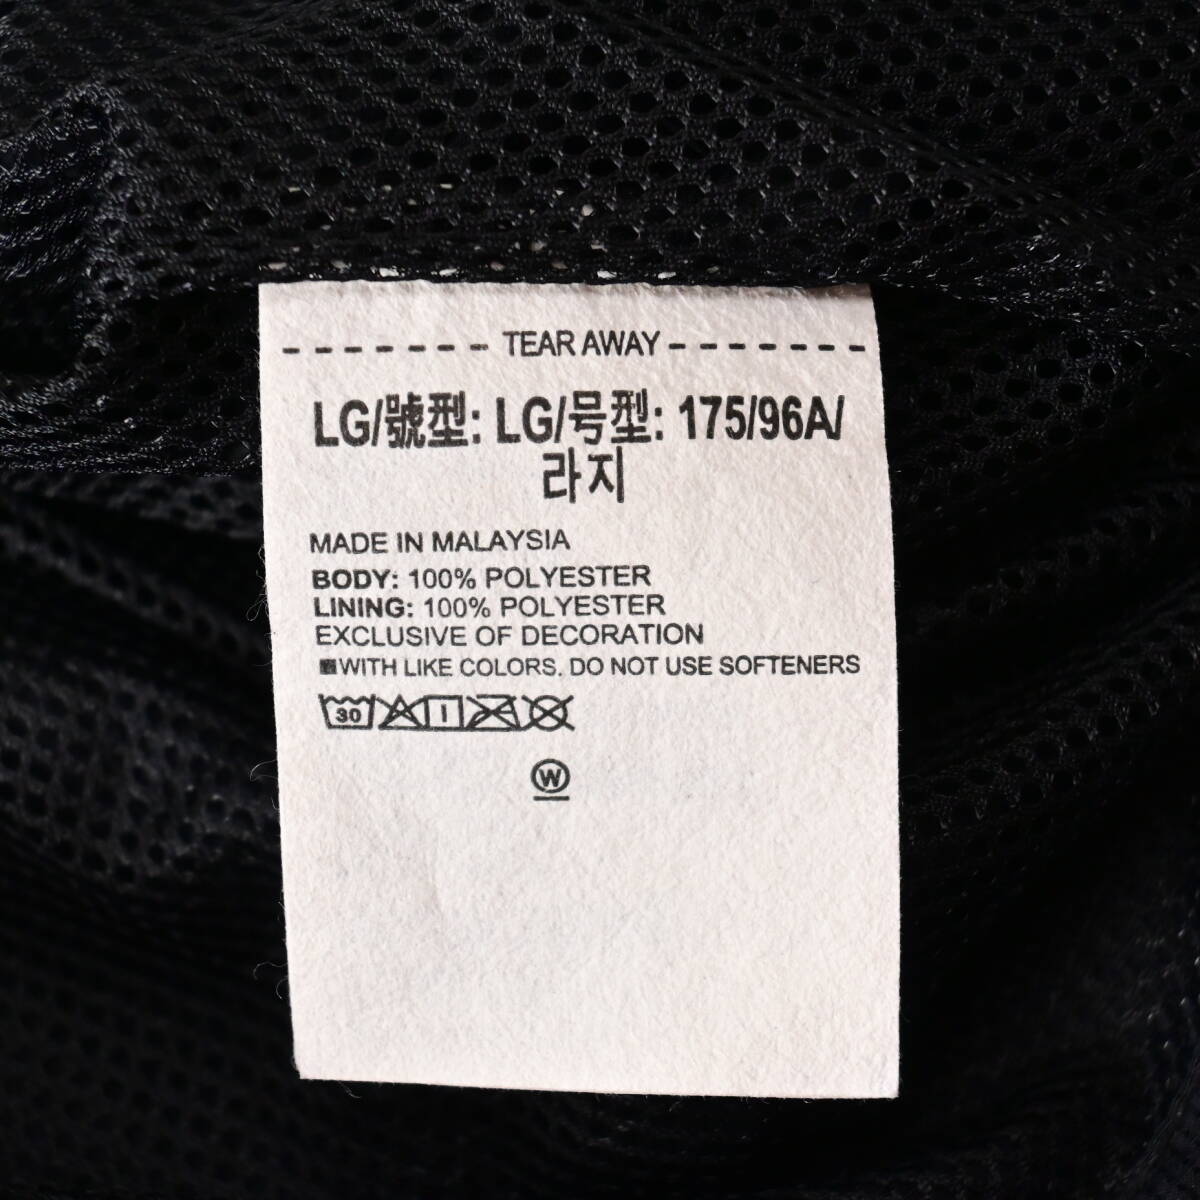 TEAR AWAY
LG/號型: LG/号型: 175/96A/
라지
MADE IN MALAYSIA
BODY: 100% POLYESTER
LINING: 100% POLYESTER
EXCLUSIVE OF DECORATION
WITH LIKE COLORS. DO NOT USE SOFTENERS
30
W